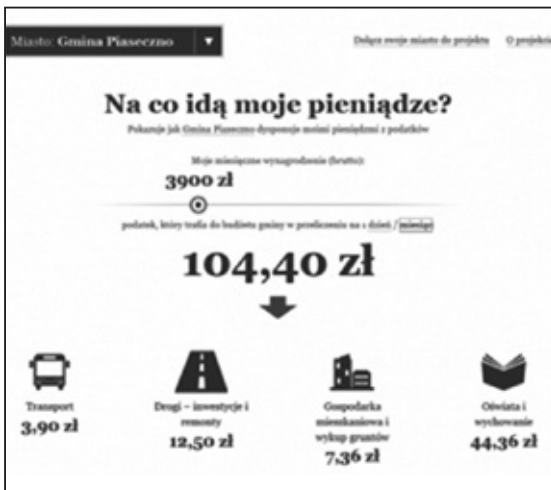 Miasto: Gmina Piaseczno
Dołącz swoje miasto do projektu O projekcie
Na co idą moje pieniądze?
Pokazuje jak Gmina Piaseczno dysponuje moimi pieniędzmi z podatków
Moje miesięczne wynagrodzenie (brutto):
3900 zł
podatek, który trafia do budżetu gminy w przeliczeniu na 1 dzień / miesiąc
104,40 zł
Transport
3,90 zł
Drogi – inwestycje i
remonty
12,50 zł
Gospodarka
mieszkaniowa i
wykup gruntów
7,36 zł
Oświata i
wychowanie
44,36 zł